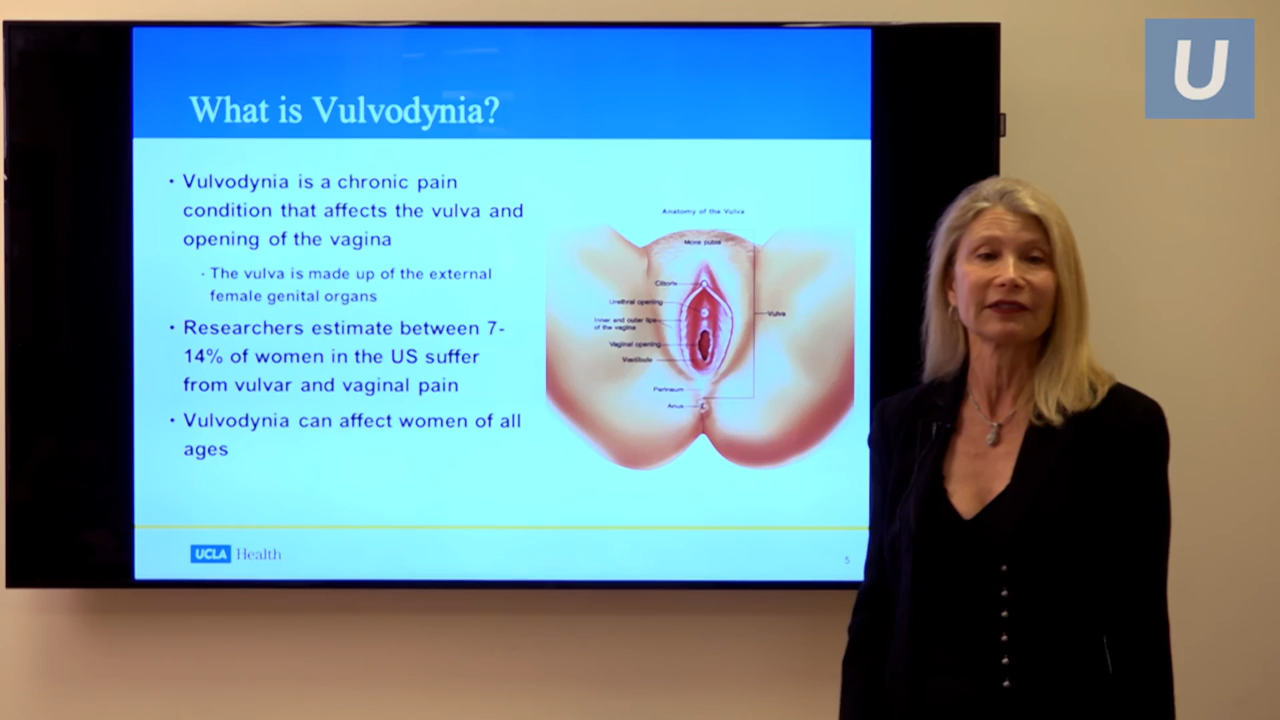 U
What is Vulvodynia?
• Vulvodynia is a chronic pain
condition that affects the vulva and
opening of the vagina
- The vulva is made up of the external
female genital organs
• Researchers estimate between 7-
14% of women in the US suffer
from vulvar and vaginal pain
• Vulvodynia can affect women of all
ages
Anatomy of the Vulva
Mons pubis
Clitoris
Urethral opening
Inner and outer lips
of the vagina
Vulva
Vaginal opening
Vestibule
Perineum
Anus
UCLA Health
5